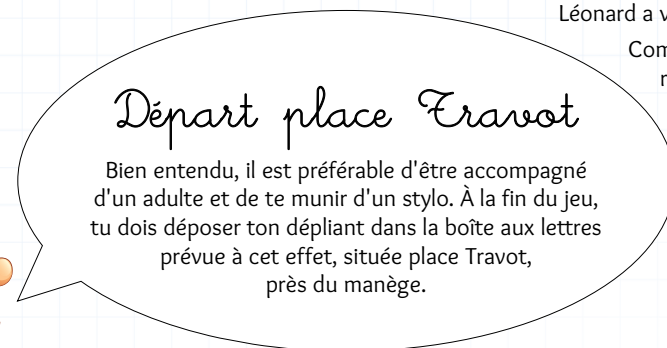 Léonard a
Départ place Travot
Bien entendu, il est préférable d'être accompagné
d'un adulte et de te munir d'un stylo. À la fin du jeu,
tu dois déposer ton dépliant dans la boîte aux lettres
prévue à cet effet, située place Travot,
près du manège.